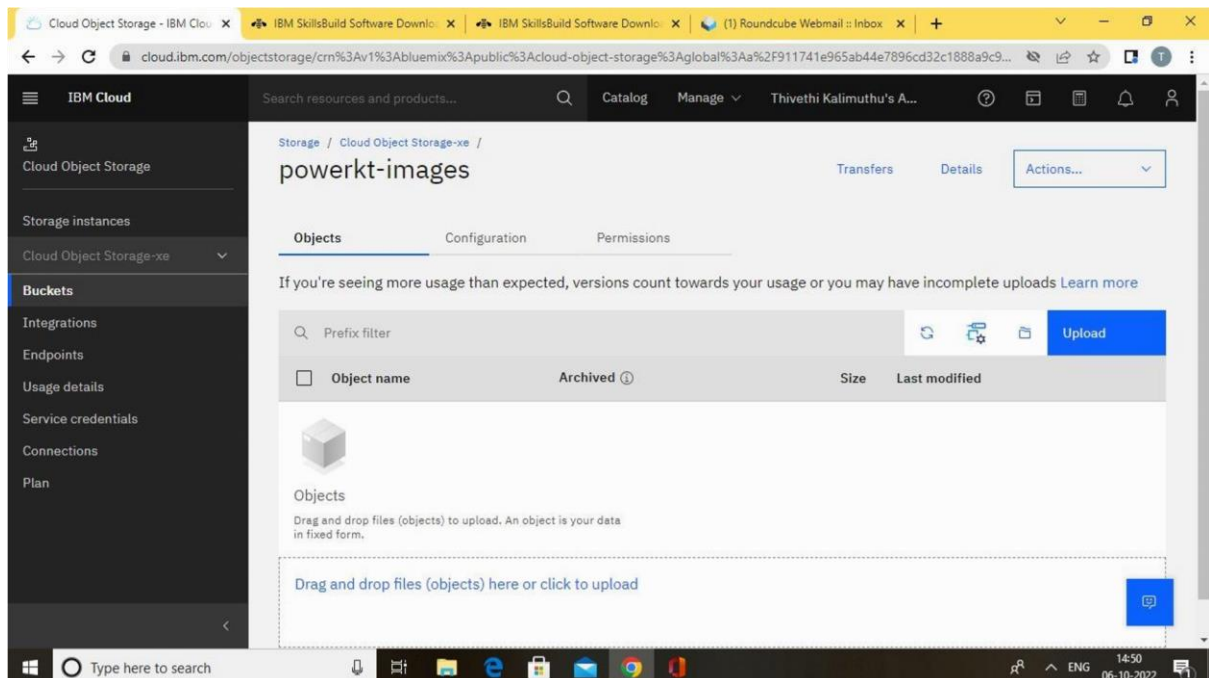 Cloud Object Storage - IBM Clou
IBM SkillsBuild Software Downlo
IBM SkillsBuild Software Downlo
(1) Roundcube Webmail :: Inbox
cloud.ibm.com/objectstorage/crn%3Av1%3Abluemix%3Apublic%3Acloud-object-storage%3Aglobal%3Aa%2F911741e965ab44e7896cd32c1888a9c9...
T
IBM Cloud
Search resources and products...
Catalog
Manage
Thivethi Kalimuthu's A...
Cloud Object Storage
Storage instances
Cloud Object Storage-xe
Buckets
Integrations
Endpoints
Usage details
Service credentials
Connections
Plan
Storage / Cloud Object Storage-xe /
powerkt-images
Transfers
Details
Actions...
Objects
Configuration
Permissions
If you're seeing more usage than expected, versions count towards your usage or you may have incomplete uploads Learn more
Prefix filter
Upload
Object name
Archived
Size
Last modified
Objects
Drag and drop files (objects) to upload. An object is your data
in fixed form.
Drag and drop files (objects) here or click to upload
Type here to search
ENG
14:50
06-10-2022